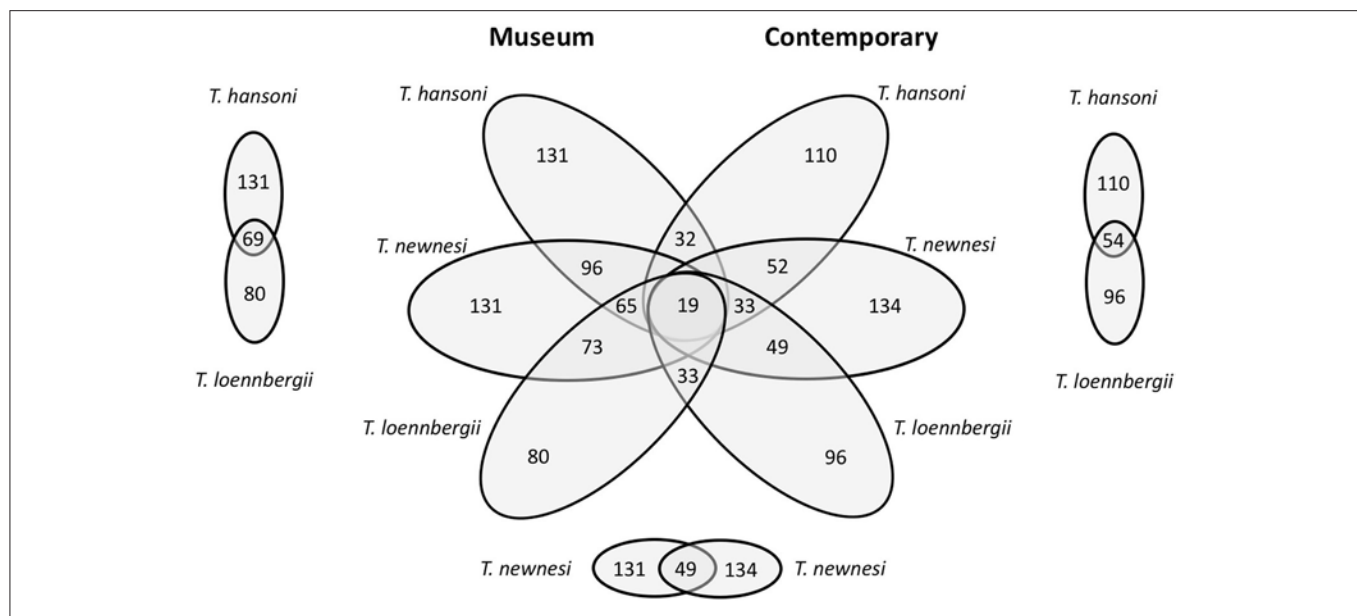 Museum Contemporary
T. hansoni T. hansoni T. hansoni T. hansoni
131 131 110 110
69 T. newnesi 32 T. newnesi 54
96 52
80 131 65 19 33 134 96
73 49
T. loennbergii 33 T. loennbergii
T. loennbergii T. loennbergii
80 96
T. newnesi 131 49 134 T. newnesi